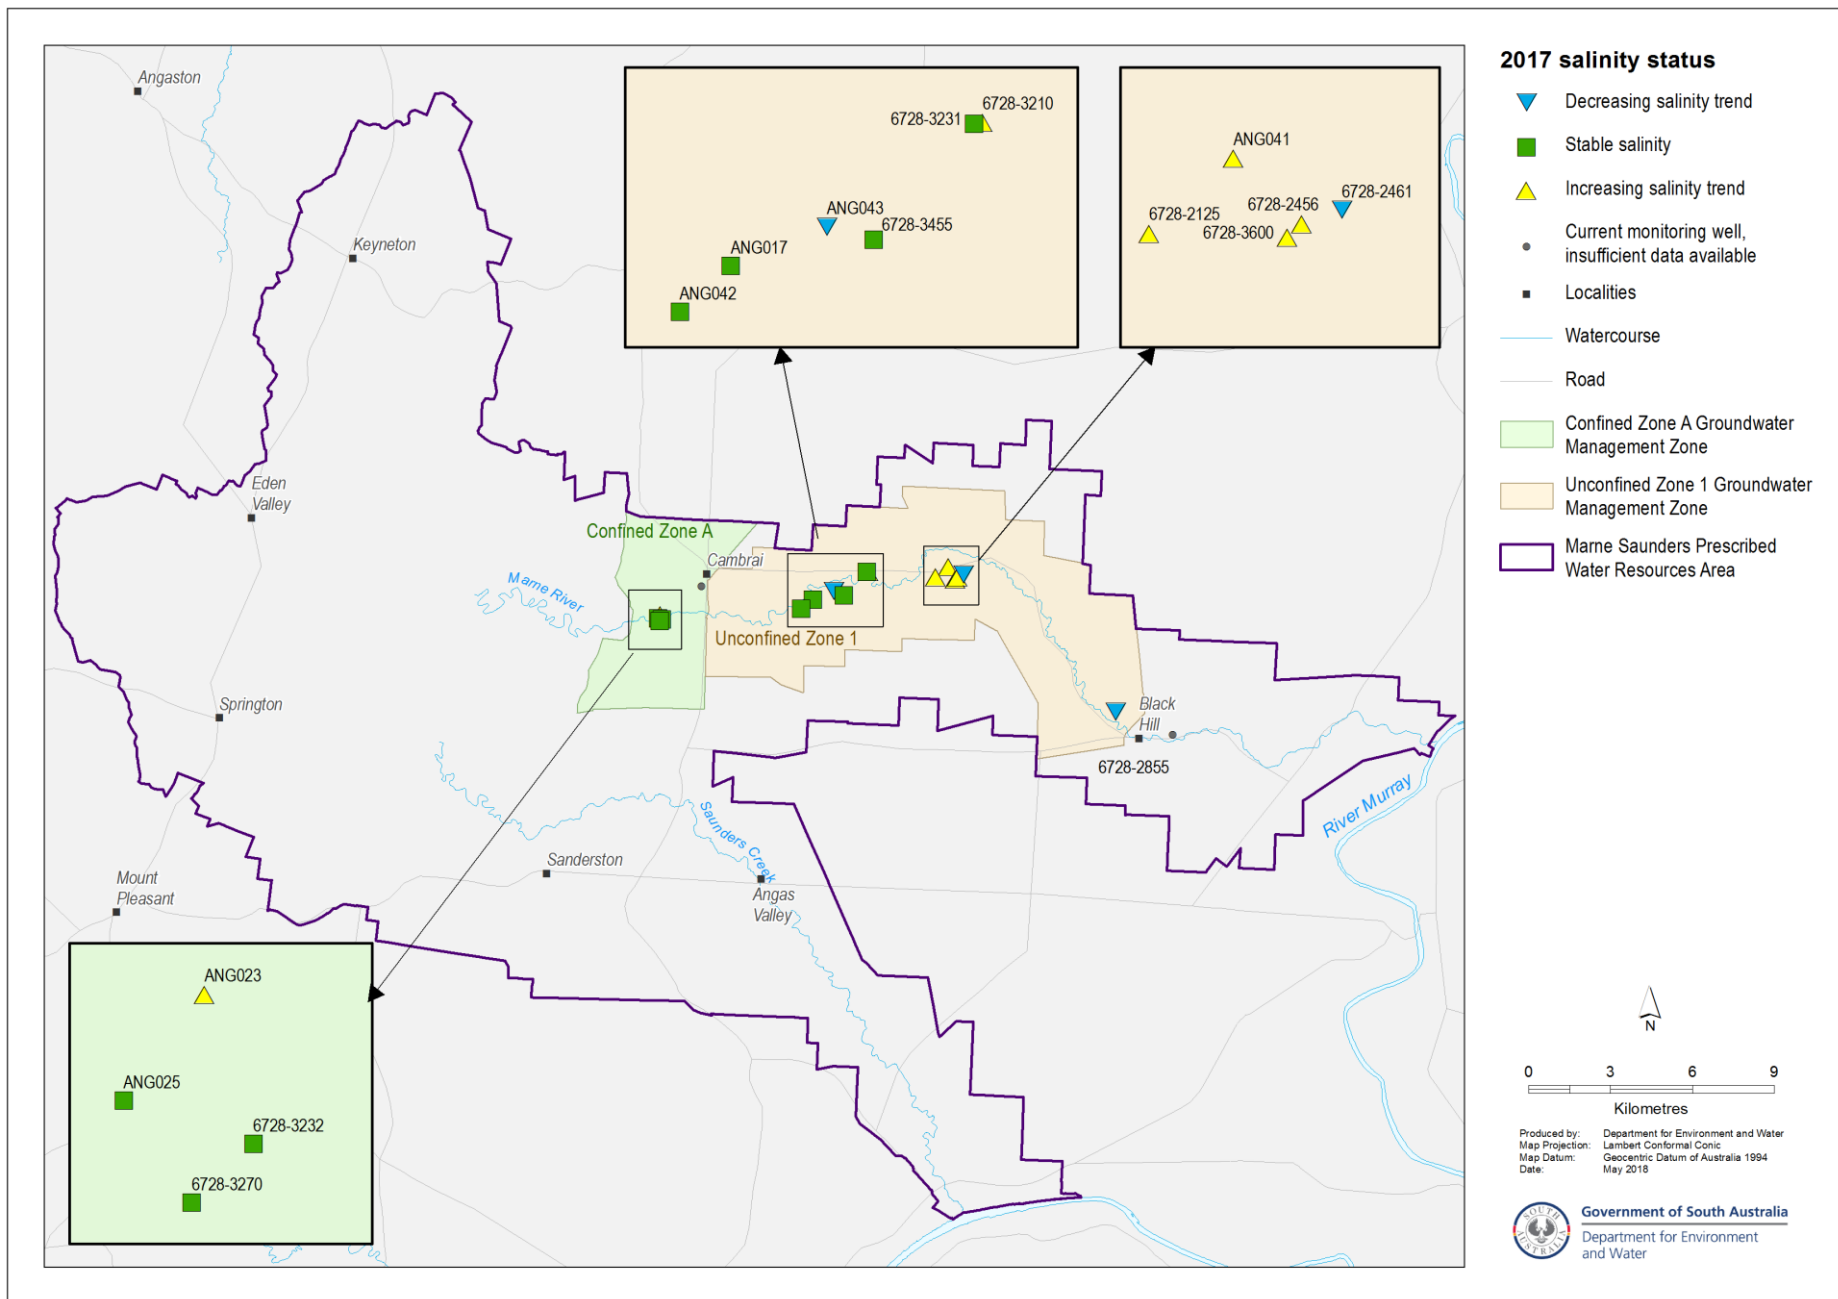 Angaston
Keyneton
Eden
Valley
Springton
Mount
Pleasant
Sanderston
Angas
Valley
Cambrai
Black
Hill
Marne River
Saunders Creek
River Murray
Confined Zone A
Unconfined Zone 1
6728-2855
6728-3210
6728-3231
ANG043
6728-3455
ANG017
ANG042
ANG041
6728-2461
6728-2456
6728-2125
6728-3600
ANG023
ANG025
6728-3232
6728-3270
2017 salinity status
Decreasing salinity trend
Stable salinity
Increasing salinity trend
Current monitoring well,
insufficient data available
Localities
Watercourse
Road
Confined Zone A Groundwater
Management Zone
Unconfined Zone 1 Groundwater
Management Zone
Marne Saunders Prescribed
Water Resources Area
N
0 3 6 9
Kilometres
Produced by: Department for Environment and Water
Map Projection: Lambert Conformal Conic
Map Datum: Geocentric Datum of Australia 1994
Date: May 2018
SOUTH AUSTRALIA
Government of South Australia
Department for Environment
and Water